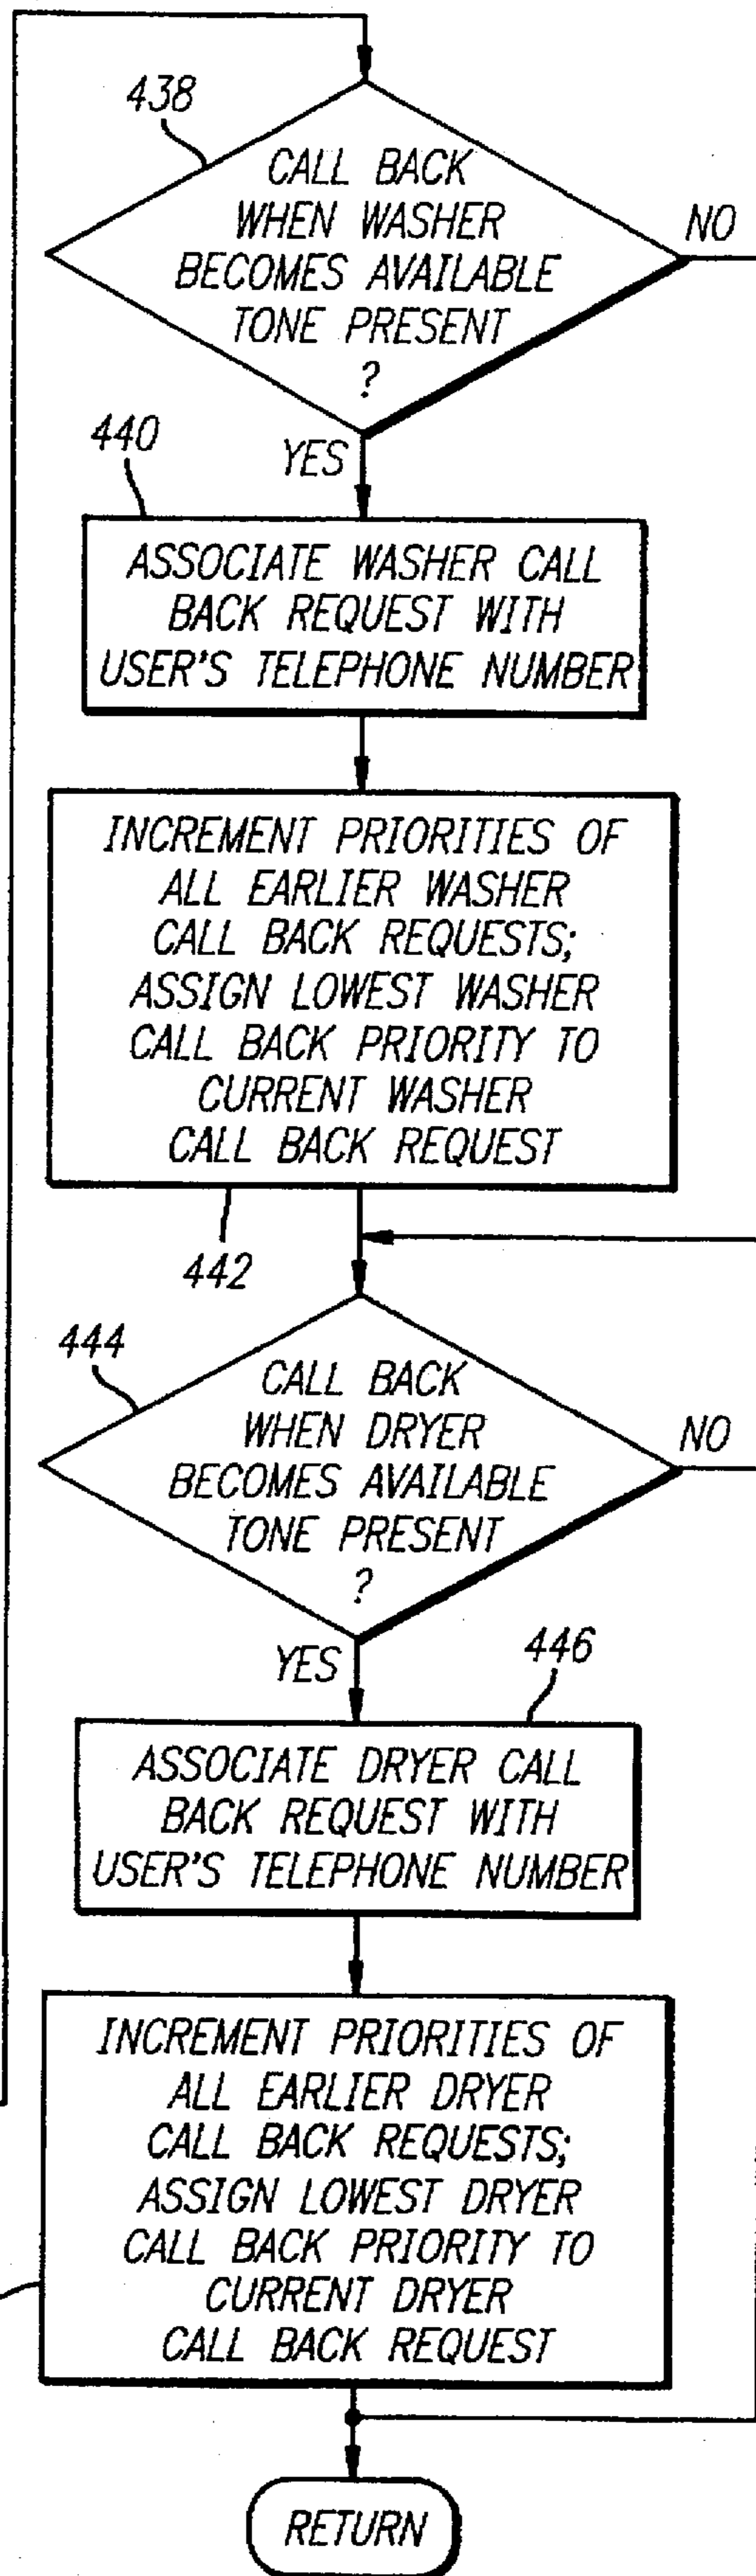 438
CALL BACK
WHEN WASHER
BECOMES AVAILABLE
TONE PRESENT
?
NO
YES
440
ASSOCIATE WASHER CALL
BACK REQUEST WITH
USER'S TELEPHONE NUMBER
INCREMENT PRIORITIES OF
ALL EARLIER WASHER
CALL BACK REQUESTS;
ASSIGN LOWEST WASHER
CALL BACK PRIORITY TO
CURRENT WASHER
CALL BACK REQUEST
442
444
CALL BACK
WHEN DRYER
BECOMES AVAILABLE
TONE PRESENT
?
NO
YES
446
ASSOCIATE DRYER CALL
BACK REQUEST WITH
USER'S TELEPHONE NUMBER
INCREMENT PRIORITIES OF
ALL EARLIER DRYER
CALL BACK REQUESTS;
ASSIGN LOWEST DRYER
CALL BACK PRIORITY TO
CURRENT DRYER
CALL BACK REQUEST
RETURN